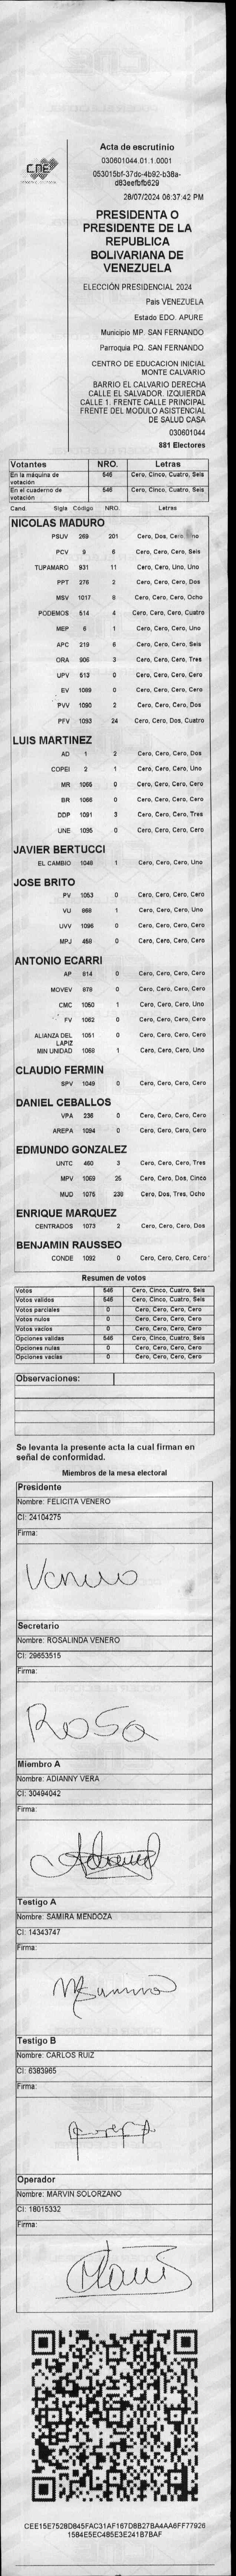 CNE
Acta de escrutinio
030601044.01.1.0001
053015bf-37dc-4b92-b38a-
d83eefbfb629
28/07/2024 06:37:42 PM
PRESIDENTA O
PRESIDENTE DE LA
REPUBLICA
BOLIVARIANA DE
VENEZUELA
ELECCIÓN PRESIDENCIAL 2024
Pais VENEZUELA
Estado EDO. APURE
Municipio MP. SAN FERNANDO
Parroquia PQ. SAN FERNANDO
CENTRO DE EDUCACION INICIAL
MONTE CALVARIO
BARRIO EL CALVARIO DERECHA
CALLE EL SALVADOR. IZQUIERDA
CALLE 1. FRENTE CALLE PRINCIPAL
FRENTE DEL MODULO ASISTENCIAL
DE SALUD CASA
030601044
881 Electores
Votantes NRO. Letras
En la máquina de votación 546 Cero, Cinco, Cuatro, Seis
En el cuaderno de votación 546 Cero, Cinco, Cuatro, Seis
Cand. Sigla Codigo NRO. Letras
NICOLAS MADURO
PSUV 269 201 Cero, Dos, Cero, Uno
PCV 9 6 Cero, Cero, Cero, Seis
TUPAMARO 931 11 Cero, Cero, Uno, Uno
PPT 276 2 Cero, Cero, Cero, Dos
MSV 1017 8 Cero, Cero, Cero, Ocho
PODEMOS 514 4 Cero, Cero, Cero, Cuatro
MEP 6 1 Cero, Cero, Cero, Uno
APC 219 6 Cero, Cero, Cero, Seis
ORA 906 3 Cero, Cero, Cero, Tres
UPV 513 0 Cero, Cero, Cero, Cero
EV 1089 0 Cero, Cero, Cero, Cero
PVV 1090 2 Cero, Cero, Cero, Dos
PFV 1093 24 Cero, Cero, Dos, Cuatro
LUIS MARTINEZ
AD 1 2 Cero, Cero, Cero, Dos
COPEI 2 1 Cero, Cero, Cero, Uno
MR 1065 0 Cero, Cero, Cero, Cero
BR 1066 0 Cero, Cero, Cero, Cero
DDP 1091 3 Cero, Cero, Cero, Tres
UNE 1095 0 Cero, Cero, Cero, Cero
JAVIER BERTUCCI
EL CAMBIO 1048 1 Cero, Cero, Cero, Uno
JOSE BRITO
PV 1053 0 Cero, Cero, Cero, Cero
VU 868 1 Cero, Cero, Cero, Uno
UVV 1096 0 Cero, Cero, Cero, Cero
MPJ 458 0 Cero, Cero, Cero, Cero
ANTONIO ECARRI
AP 814 0 Cero, Cero, Cero, Cero
MOVEV 878 0 Cero, Cero, Cero, Cero
CMC 1050 1 Cero, Cero, Cero, Uno
FV 1062 0 Cero, Cero, Cero, Cero
ALIANZA DEL LAPIZ 1051 0 Cero, Cero, Cero, Cero
MIN UNIDAD 1068 1 Cero, Cero, Cero, Uno
CLAUDIO FERMIN
SPV 1049 0 Cero, Cero, Cero, Cero
DANIEL CEBALLOS
VPA 236 0 Cero, Cero, Cero, Cero
AREPA 1094 0 Cero, Cero, Cero, Cero
EDMUNDO GONZALEZ
UNTC 460 3 Cero, Cero, Cero, Tres
MPV 1069 25 Cero, Cero, Dos, Cinco
MUD 1075 238 Cero, Dos, Tres, Ocho
ENRIQUE MARQUEZ
CENTRADOS 1073 2 Cero, Cero, Cero, Dos
BENJAMIN RAUSSEO
CONDE 1092 0 Cero, Cero, Cero, Cero
Resumen de votos
Votos 546 Cero, Cinco, Cuatro, Seis
Votos validos 546 Cero, Cinco, Cuatro, Seis
Votos parciales 0 Cero, Cero, Cero, Cero
Votos nulos 0 Cero, Cero, Cero, Cero
Votos vacios 0 Cero, Cero, Cero, Cero
Opciones validas 546 Cero, Cinco, Cuatro, Seis
Opciones nulas 0 Cero, Cero, Cero, Cero
Opciones vacias 0 Cero, Cero, Cero, Cero
Observaciones:
Se levanta la presente acta la cual firman en
señal de conformidad.
Miembros de la mesa electoral
Presidente
Nombre: FELICITA VENERO
CI: 24104275
Firma:
Venero
Secretario
Nombre: ROSALINDA VENERO
CI: 29653515
Firma:
Rosa
Miembro A
Nombre: ADIANNY VERA
CI: 30494042
Firma:
Testigo A
Nombre: SAMIRA MENDOZA
CI: 14343747
Firma:
Testigo B
Nombre: CARLOS RUIZ
CI: 6383965
Firma:
Operador
Nombre: MARVIN SOLORZANO
CI: 18015332
Firma:
CEE15E7528D845FAC31AF167D8B27BA4AA6FF77926
1584E5EC485E3E241B7BAF